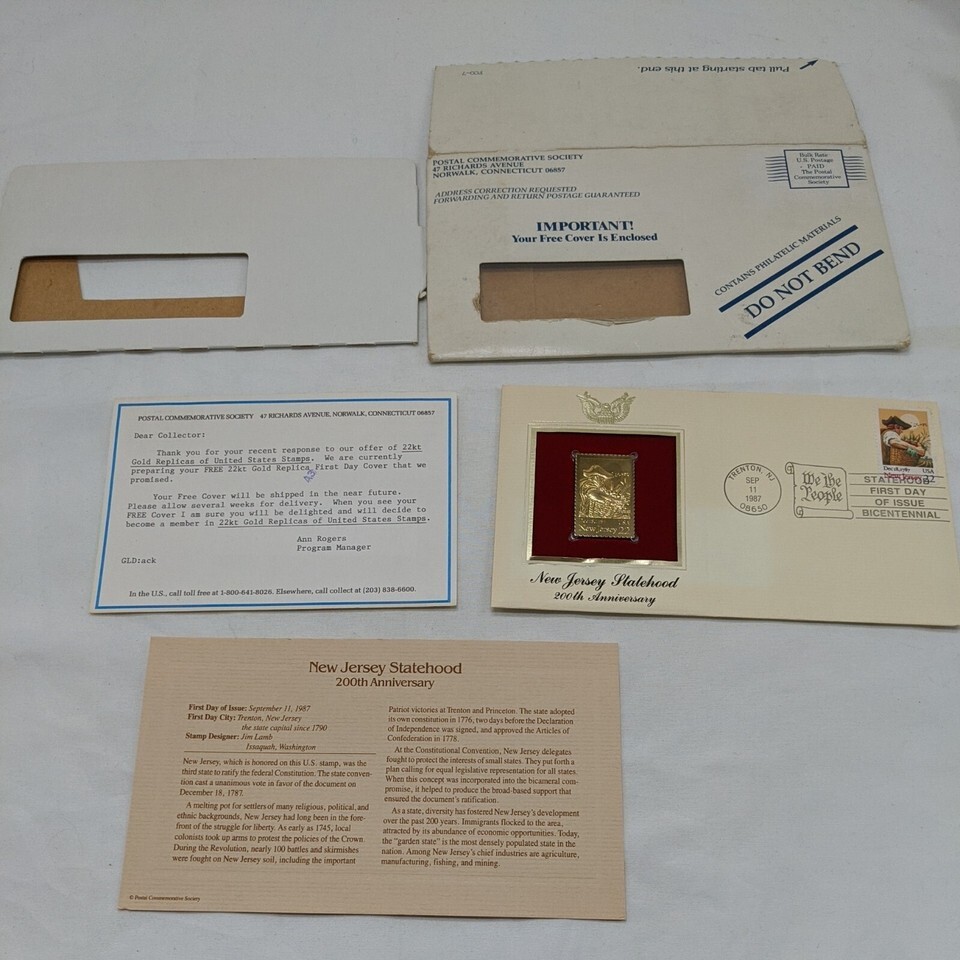 Pull tab starting at this end.
FCO-3
POSTAL COMMEMORATIVE SOCIETY
47 RICHARDS AVENUE
NORWALK, CONNECTICUT 06857
ADDRESS CORRECTION REQUESTED
FORWARDING AND RETURN POSTAGE GUARANTEED
Bulk Rate
U.S. Postage
PAID
The Postal
Commemorative
Society
IMPORTANT!
Your Free Cover Is Enclosed
CONTAINS PHILATELIC MATERIALS
DO NOT BEND
POSTAL COMMEMORATIVE SOCIETY 47 RICHARDS AVENUE, NORWALK, CONNECTICUT 06857
Dear Collector:
Thank you for your recent response to our offer of 22kt
Gold Replicas of United States Stamps. We are currently
preparing your FREE 22kt Gold Replica First Day Cover that we
promised.
Your Free Cover will be shipped in the near future.
Please allow several weeks for delivery. When you see your
FREE Cover I am sure you will be delighted and will decide to
become a member in 22kt Gold Replicas of United States Stamps.
Ann Rogers
Program Manager
GLD:ack
In the U.S. call toll free at 1-800-641-8026. Elsewhere, call collect at (203) 838-6600.
New Jersey 22
New Jersey Statehood
200th Anniversary
TRENTON, NJ
SEP
11
1987
08650
We the
People
Dec 18, 1787 USA
New Jersey 22
STATEHOOD
FIRST DAY
OF ISSUE
BICENTENNIAL
New Jersey Statehood
200th Anniversary
First Day of Issue: September 11, 1987
First Day City: Trenton, New Jersey
the state capital since 1790
Stamp Designer: Jim Lamb
Issaquah, Washington
New Jersey, which is honored on this U.S. stamp, was the
third state to ratify the federal Constitution. The state conven-
tion cast a unanimous vote in favor of the document on
December 18, 1787.
A melting pot for settlers of many religious, political, and
ethnic backgrounds, New Jersey had long been in the fore-
front of the struggle for liberty. As early as 1745, local
colonists took up arms to protest the policies of the Crown.
During the Revolution, nearly 100 battles and skirmishes
were fought on New Jersey soil, including the important
Patriot victories at Trenton and Princeton. The state adopted
its own constitution in 1776, two days before the Declaration
of Independence was signed, and approved the Articles of
Confederation in 1778.
At the Constitutional Convention, New Jersey delegates
fought to protect the interests of small states. They put forth a
plan calling for equal legislative representation for all states.
When this concept was incorporated into the bicameral com-
promise, it helped to produce the broad-based support that
ensured the document's ratification.
As a state, diversity has fostered New Jersey's development
over the past 200 years. Immigrants flocked to the area,
attracted by its abundance of economic opportunities. Today,
the "garden state" is the most densely populated state in the
nation. Among New Jersey's chief industries are agriculture,
manufacturing, fishing, and mining.
© Postal Commemorative Society